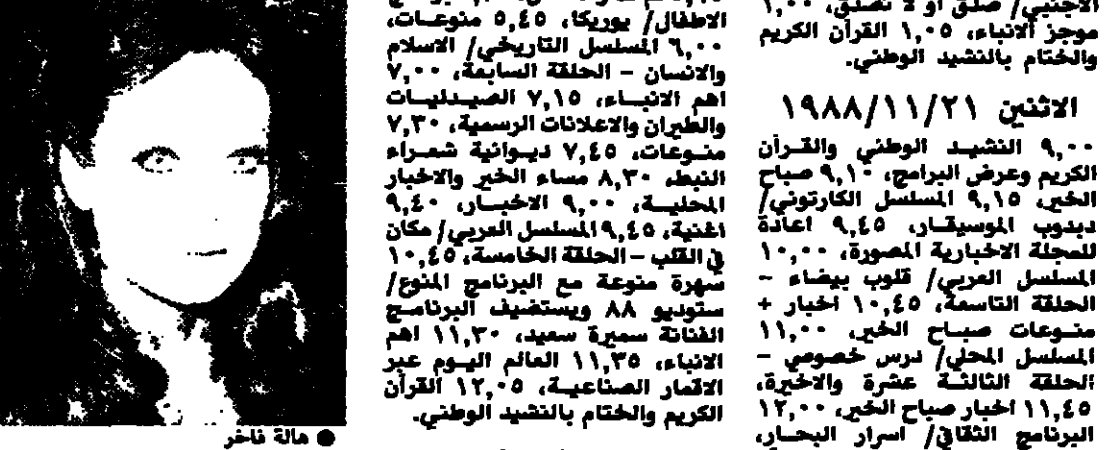 الاجنبي/ صدق او لا تصدق، ١,٠٠
موجز الانباء، ١,٠٥ القرآن الكريم
والختام بالنشيد الوطني.
الاثنين ١٩٨٨/١١/٢١
٩,٠٠ النشيد الوطني والقرآن
الكريم وعرض البرامج، ٩,١٠ صباح
الخير، ٩,١٥ المسلسل الكارتوني/
دبدوب الموسيقار، ٩,٤٥ اعادة
للمجلة الاخبارية المصورة، ١٠,٠٠
المسلسل العربي/ قلوب بيضاء -
الحلقة التاسعة، ١٠,٤٥ اخبار +
منوعات صباح الخير، ١١,٠٠
المسلسل المحلي/ درس خصوصي -
الحلقة الثالثة عشرة والاخيرة،
١١,٤٥ اخبار صباح الخير، ١٢,٠٠
البرنامج الثقافي/ اسرار البحار،
الاطفال/ يوريكا، ٥,٤٥ منوعات،
٦,٠٠ المسلسل التاريخي/ الاسلام
والانسان - الحلقة السابعة، ٧,٠٠
اهم الانباء، ٧,١٥ الصيدليات
والطيران والاعلانات الرسمية، ٧,٣٠
منوعات، ٧,٤٥ ديوانية شعراء
النبط، ٨,٣٠ مساء الخير والاخبار
المحلية، ٩,٠٠ الاخبار، ٩,٤٠
اغنية، ٩,٤٥ المسلسل العربي/ مكان
في القلب - الحلقة الخامسة، ١٠,٤٥
سهرة منوعة مع البرنامج المنوع/
ستوديو ٨٨ ويستضيف البرنامج
الفنانة سميرة سعيد، ١١,٣٠ اهم
الانباء، ١١,٣٥ العالم اليوم عبر
الاقمار الصناعية، ١٢,٠٥ القرآن
الكريم والختام بالنشيد الوطني.
● هالة فاخر